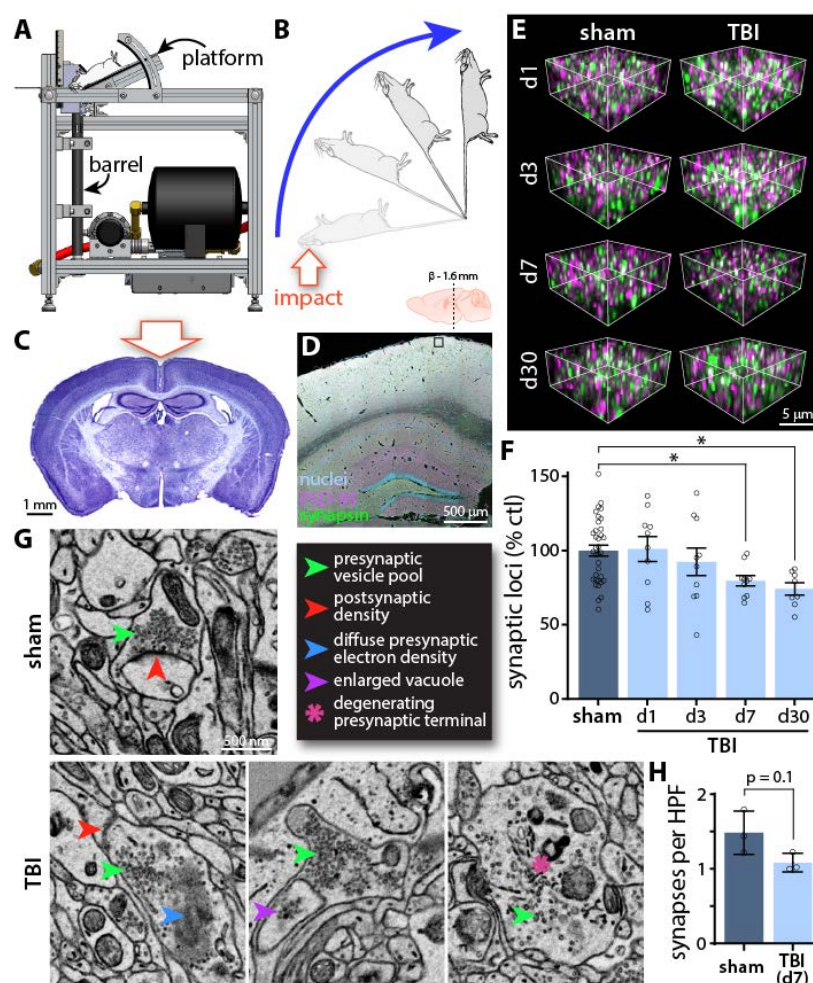 A
platform
barrel
B
impact
β - 1.6 mm
C
1 mm
D
nuclei
PSD-95
synapsin
500 μm
E
sham
TBI
d1
d3
d7
d30
5 μm
F
synaptic loci (% ctl)
150
100
50
0
*
*
sham
d1
d3
d7
d30
TBI
G
sham
500 nm
presynaptic
vesicle pool
postsynaptic
density
diffuse presynaptic
electron density
enlarged vacuole
degenerating
presynaptic terminal
TBI
H
synapses per HPF
p = 0.1
2
1
0
sham
TBI
(d7)